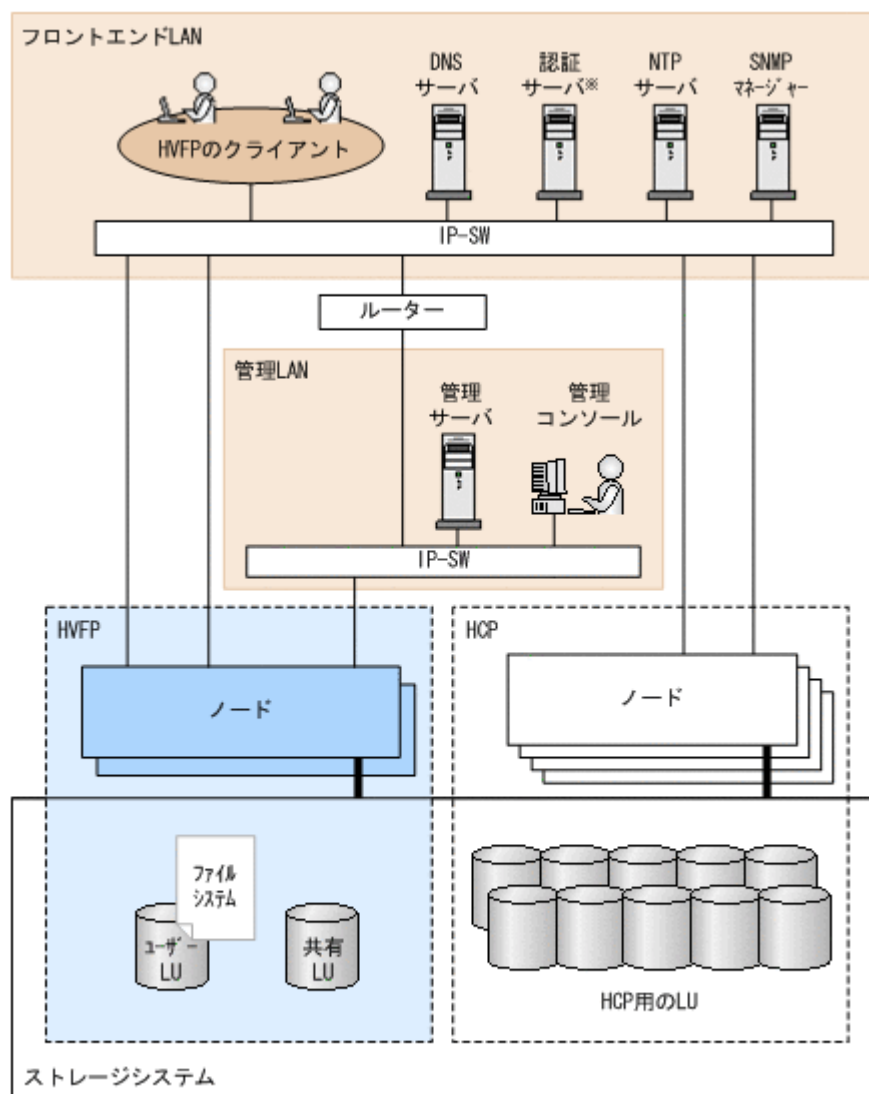 フロントエンドLAN
DNS
サーバ
認証
サーバ※
NTP
サーバ
SNMP
ﾏﾈｰｼﾞｬｰ
HVFPのクライアント
IP-SW
ルーター
管理LAN
管理
サーバ
管理
コンソール
IP-SW
HVFP
ノード
HCP
ノード
ﾌｧｲﾙ
ｼｽﾃﾑ
ﾕｰｻﾞｰ
LU
共有
LU
HCP用のLU
ストレージシステム